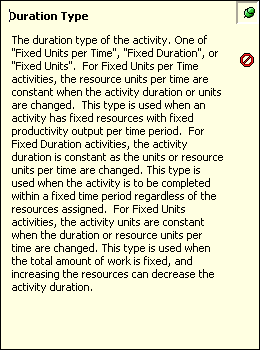 Duration Type
The duration type of the activity. One of
"Fixed Units per Time", "Fixed Duration", or
"Fixed Units".  For Fixed Units per Time
activities, the resource units per time are
constant when the activity duration or units
are changed.  This type is used when an
activity has fixed resources with fixed
productivity output per time period.  For
Fixed Duration activities, the activity
duration is constant as the units or resource
units per time are changed. This type is
used when the activity is to be completed
within a fixed time period regardless of the
resources assigned.  For Fixed Units
activities, the activity units are constant
when the duration or resource units per
time are changed. This type is used when
the total amount of work is fixed, and
increasing the resources can decrease the
activity duration.